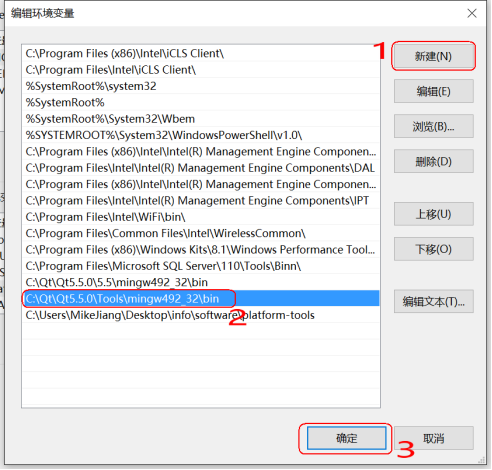 编辑环境变量
C:\Program Files (x86)\Intel\iCLS Client\
C:\Program Files\Intel\iCLS Client\
%SystemRoot%\system32
%SystemRoot%
%SystemRoot%\System32\Wbem
%SYSTEMROOT%\System32\WindowsPowerShell\v1.0\
C:\Program Files (x86)\Intel\Intel(R) Management Engine Componen...
C:\Program Files\Intel\Intel(R) Management Engine Components\DAL
C:\Program Files (x86)\Intel\Intel(R) Management Engine Componen...
C:\Program Files\Intel\Intel(R) Management Engine Components\IPT
C:\Program Files\Intel\WiFi\bin\
C:\Program Files\Common Files\Intel\WirelessCommon\
C:\Program Files (x86)\Windows Kits\8.1\Windows Performance Tool...
C:\Program Files\Microsoft SQL Server\110\Tools\Binn\
C:\Qt\Qt5.5.0\5.5\mingw492_32\bin
C:\Qt\Qt5.5.0\Tools\mingw492_32\bin
2
C:\Users\MikeJiang\Desktop\info\software\platform-tools
1
新建(N)
编辑(E)
浏览(B)...
删除(D)
上移(U)
下移(O)
编辑文本(T)...
确定
3
取消